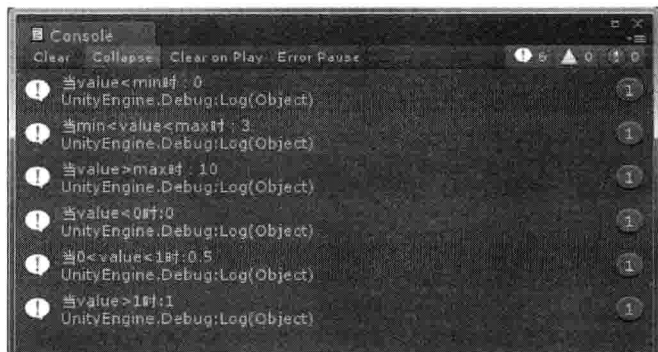 Console
Clear Collapse Clear on Play Error Pause 6 0 0
当value<min时 : 0
UnityEngine.Debug:Log(Object)
1
当min<value<max时 : 3
UnityEngine.Debug:Log(Object)
1
当value>max时 : 10
UnityEngine.Debug:Log(Object)
1
当value<0时:0
UnityEngine.Debug:Log(Object)
1
当0<value<1时:0.5
UnityEngine.Debug:Log(Object)
1
当value>1时:1
UnityEngine.Debug:Log(Object)
1